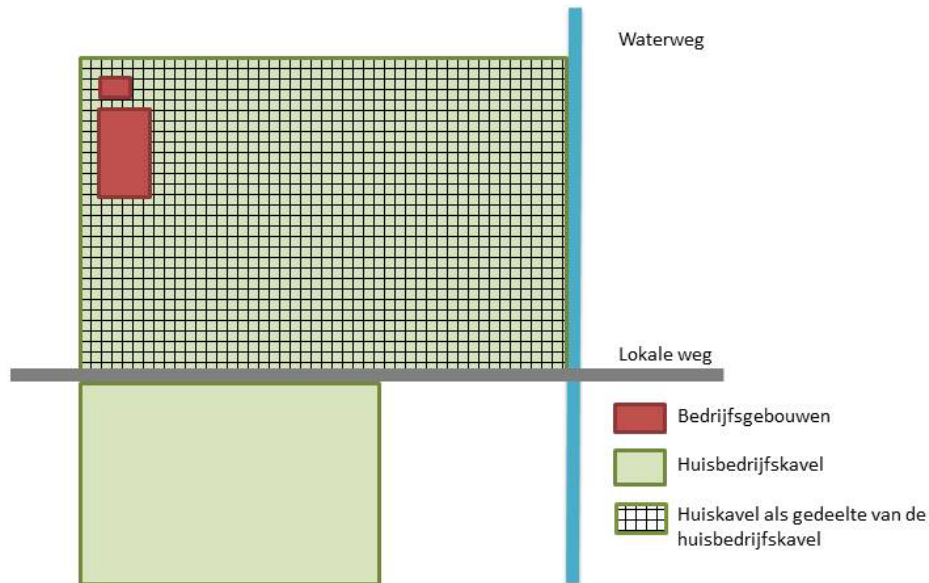 Waterweg
Lokale weg
Bedrijfsgebouwen
Huisbedrijfskavel
Huiskavel als gedeelte van de
huisbedrijfskavel